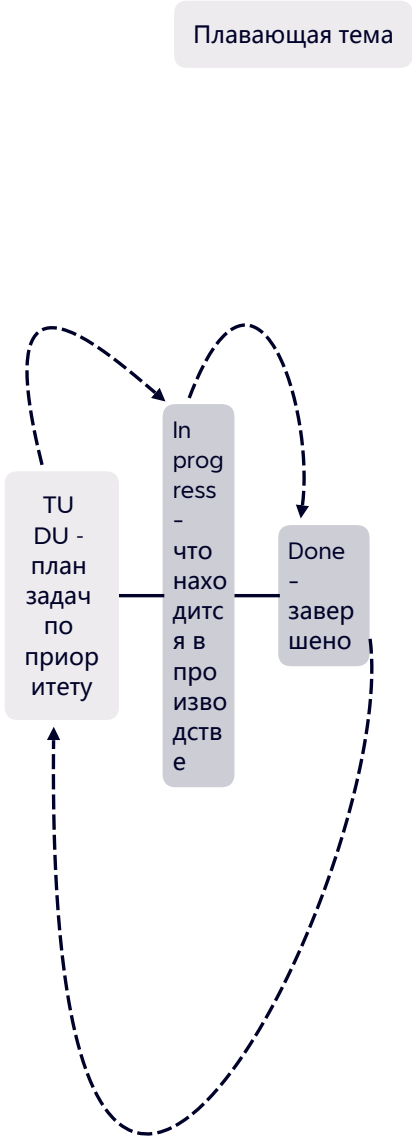 Плавающая тема
TU
DU -
план
задач
по
приор
итету
In
prog
ress
–
что
нахо
дитс
я в
про
изво
дств
е
Done
–
завер
шено